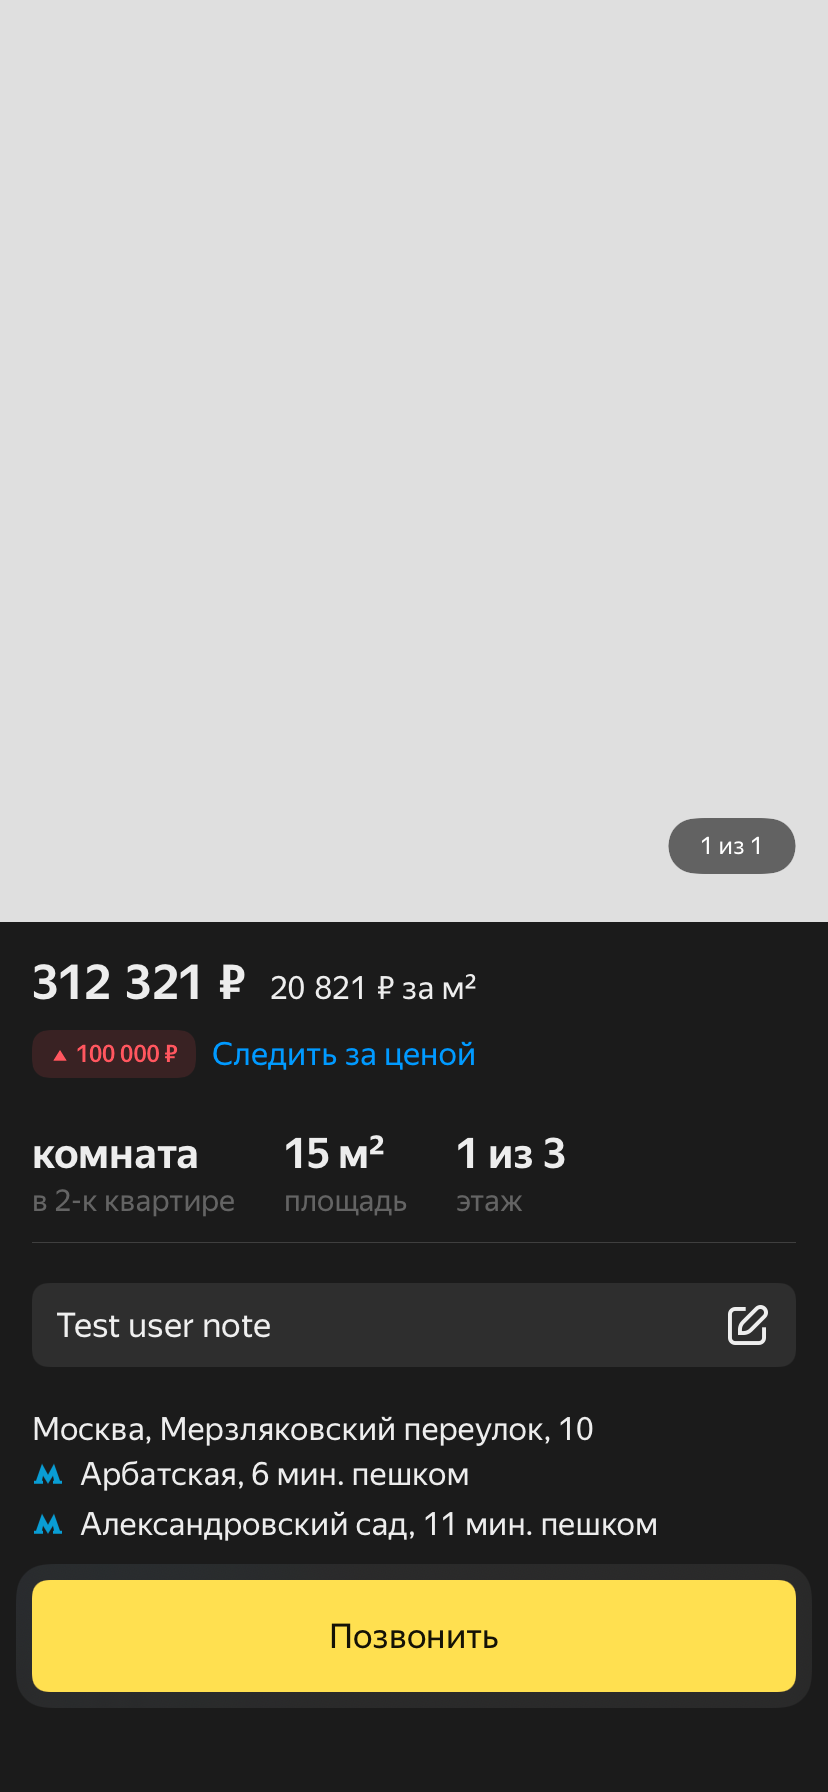 1 из 1
312 321 ₽ 20 821 ₽ за м²
▲ 100 000 ₽ Следить за ценой
комната 15 м² 1 из 3
в 2-к квартире площадь этаж
Test user note
Москва, Мерзляковский переулок, 10
Арбатская, 6 мин. пешком
Александровский сад, 11 мин. пешком
Позвонить